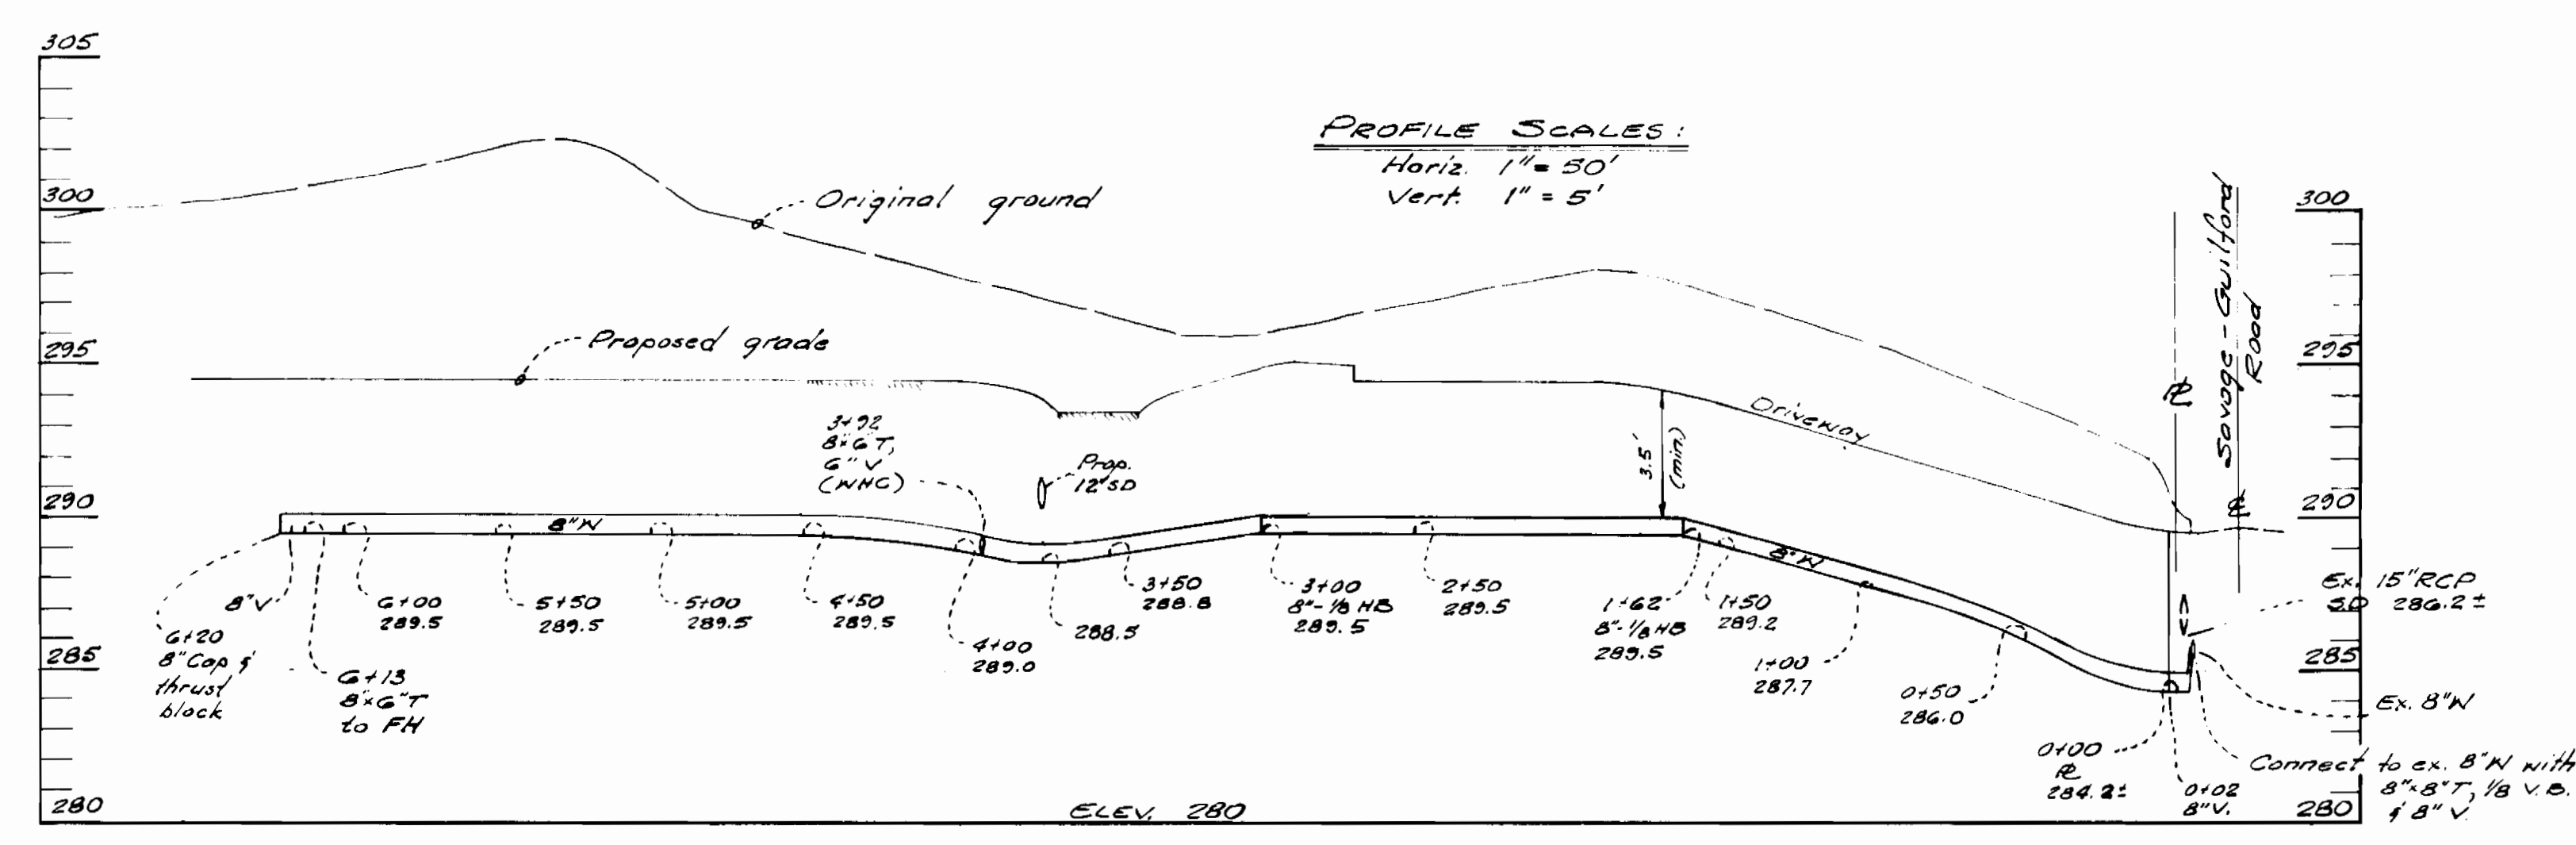 305
PROFILE SCALES:
Horiz. 1" = 50'
Vert. 1" = 5'
300
Original ground
300
Savage-Guilford
Road
Proposed grade
295
295
℄
Driveway
3.5'
(min.)
3+92
8"x6"T,
6" V
(WHC)
Prop.
12"SD
290
290
℄
8"W
8"W
8"V
6+00
289.5
5+50
289.5
5+00
289.5
4+50
289.5
4+00
289.0
288.5
3+50
288.8
3+00
8"-1/8 HB
289.5
2+50
289.5
1+62
8"-1/8 HB
289.5
1+50
289.2
1+00
287.7
0+50
286.0
Ex. 15"RCP
SD 286.2±
6+20
8"Cap &
thrust
block
285
285
6+13
8"x6"T
to FH
Ex. 8"W
0+00
284.2±
0+02
8"V.
Connect to ex. 8"W with
8"x8"T, 1/8 V.B.
& 8" V.
280
ELEV. 280
280